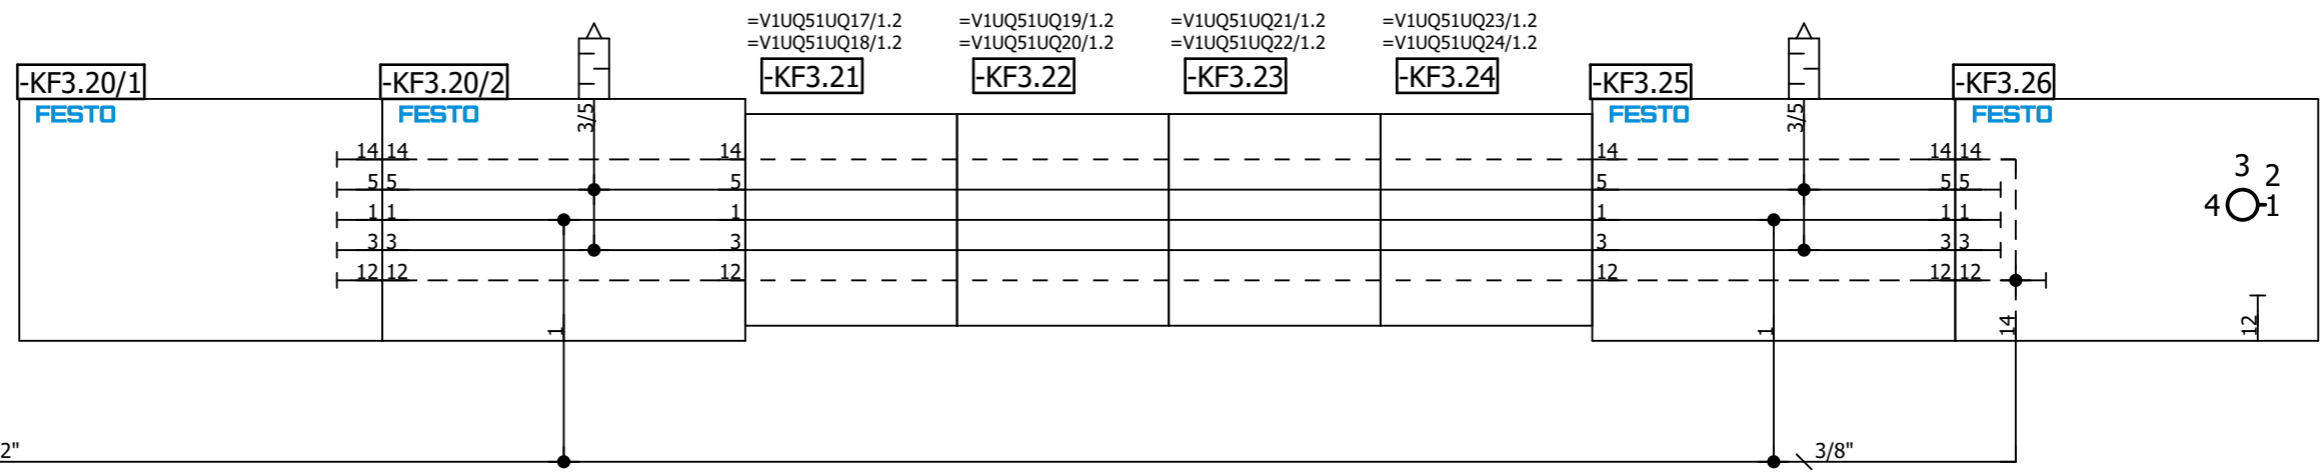 =V1UQ51UQ17/1.2 =V1UQ51UQ19/1.2 =V1UQ51UQ21/1.2 =V1UQ51UQ23/1.2
=V1UQ51UQ18/1.2 =V1UQ51UQ20/1.2 =V1UQ51UQ22/1.2 =V1UQ51UQ24/1.2
-KF3.20/1 -KF3.20/2 -KF3.21 -KF3.22 -KF3.23 -KF3.24 -KF3.25 -KF3.26
FESTO FESTO 3/5 FESTO 3/5 FESTO
14 14 14 14 14 14
5 5 5 5 5 5
1 1 1 1 1 1
3 3 3 3 3 3
12 12 12 12 12 12
3
2
4 1
1 1 14 12
2" 3/8"